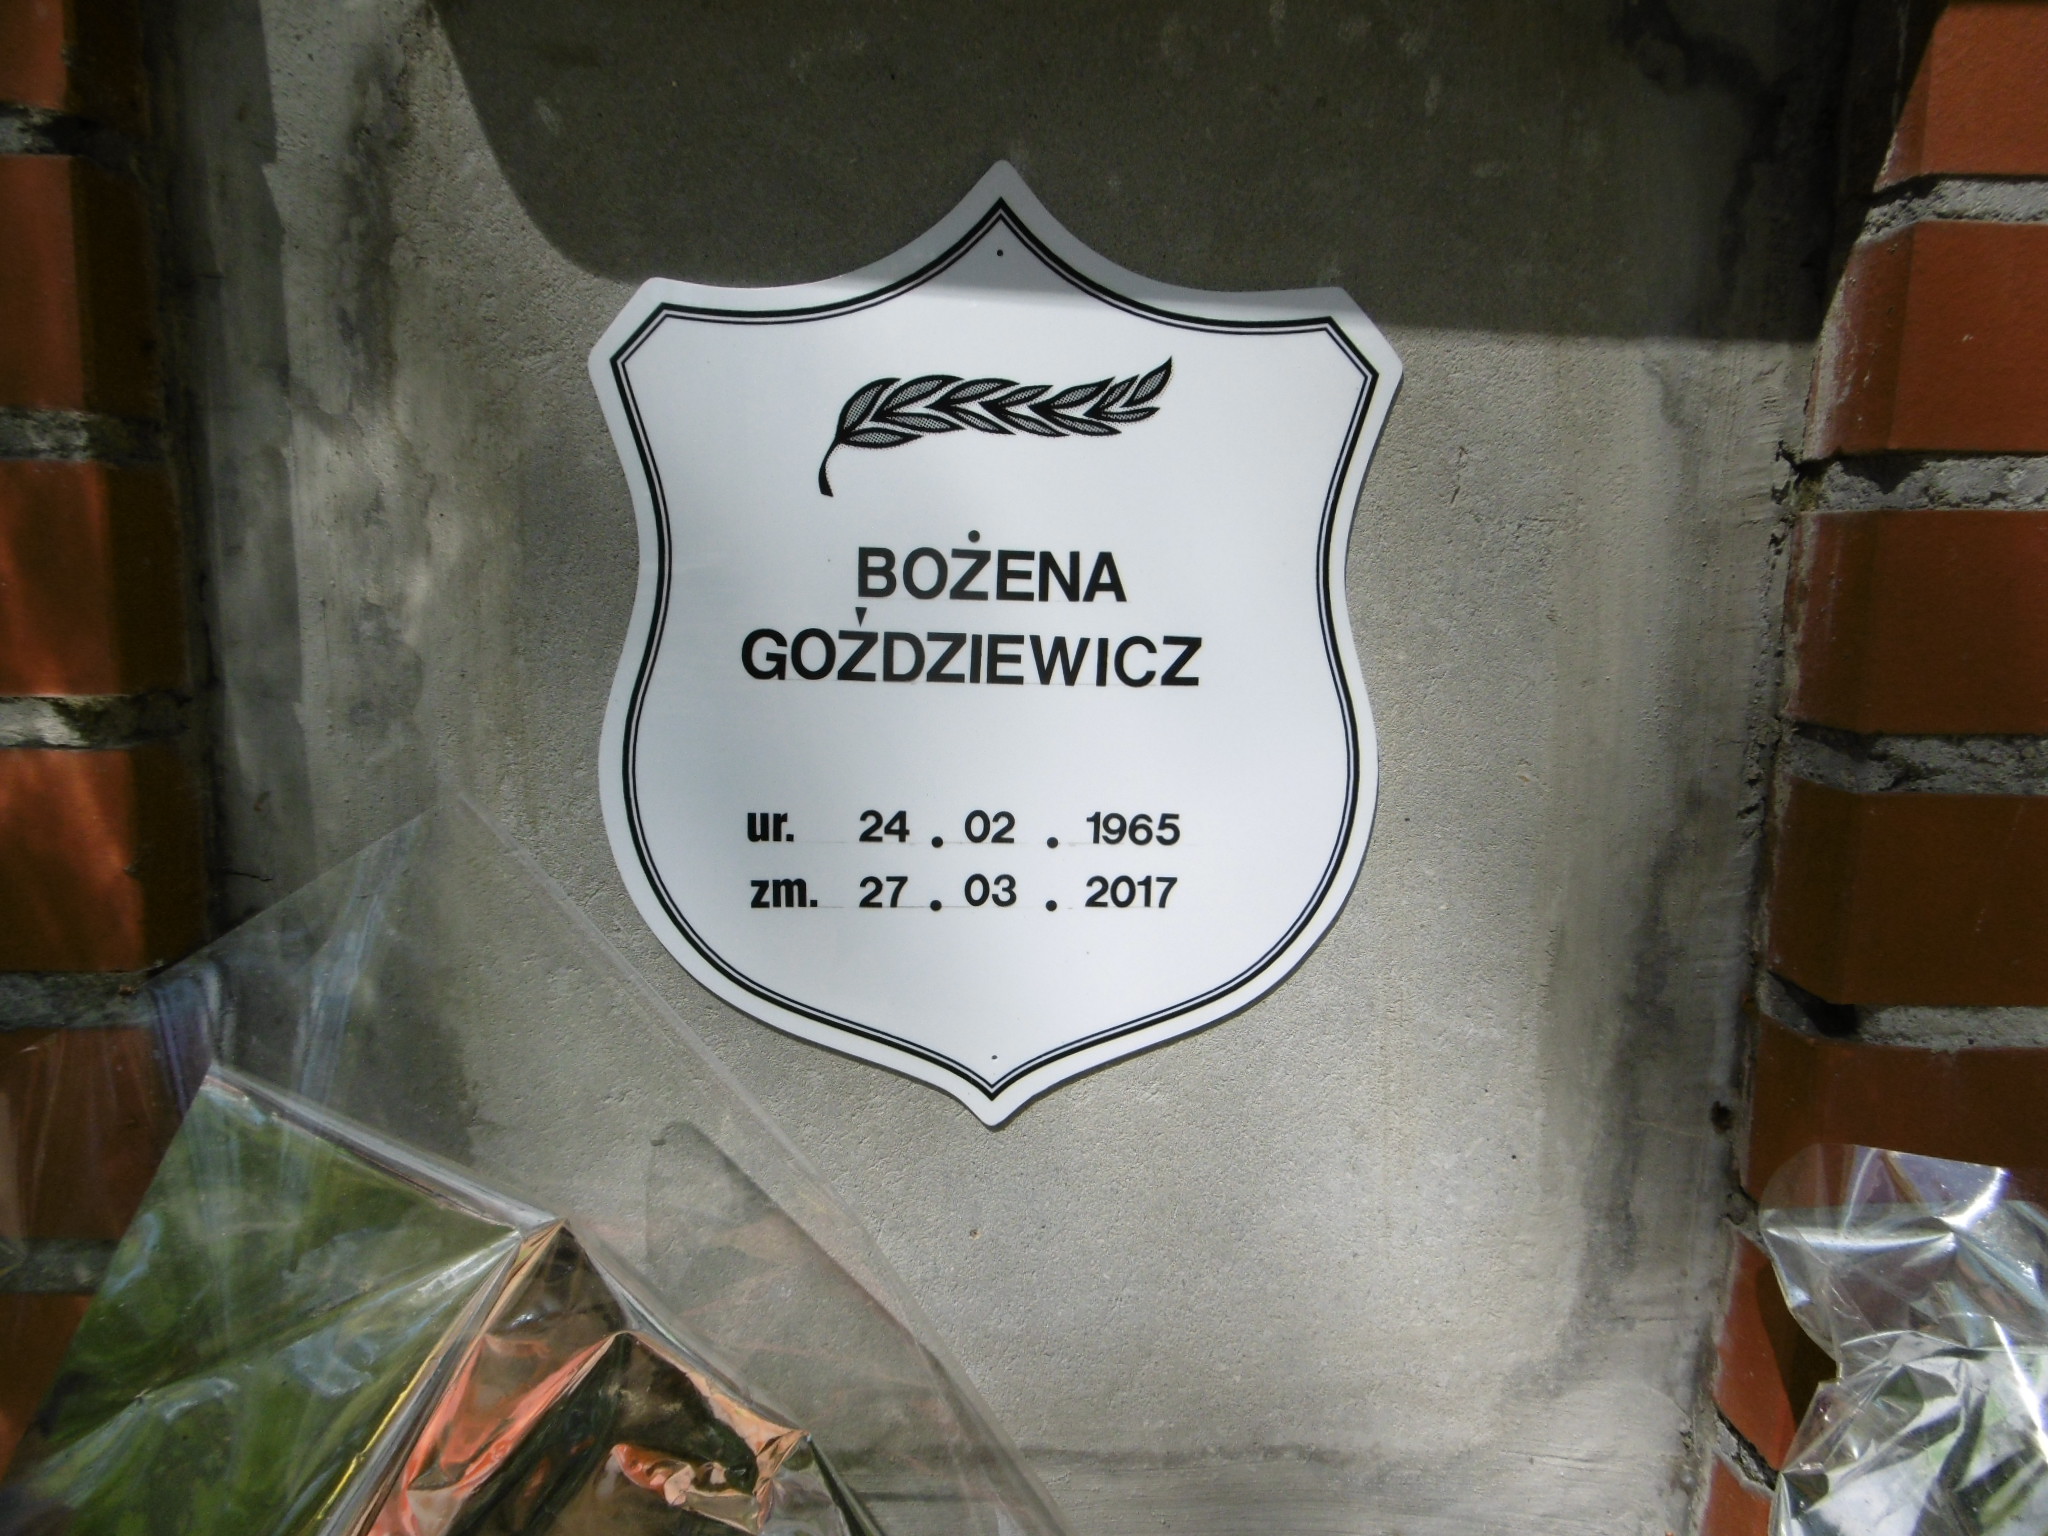 BOŻENA
GOŹDZIEWICZ
ur. 24 . 02 . 1965
zm. 27 . 03 . 2017